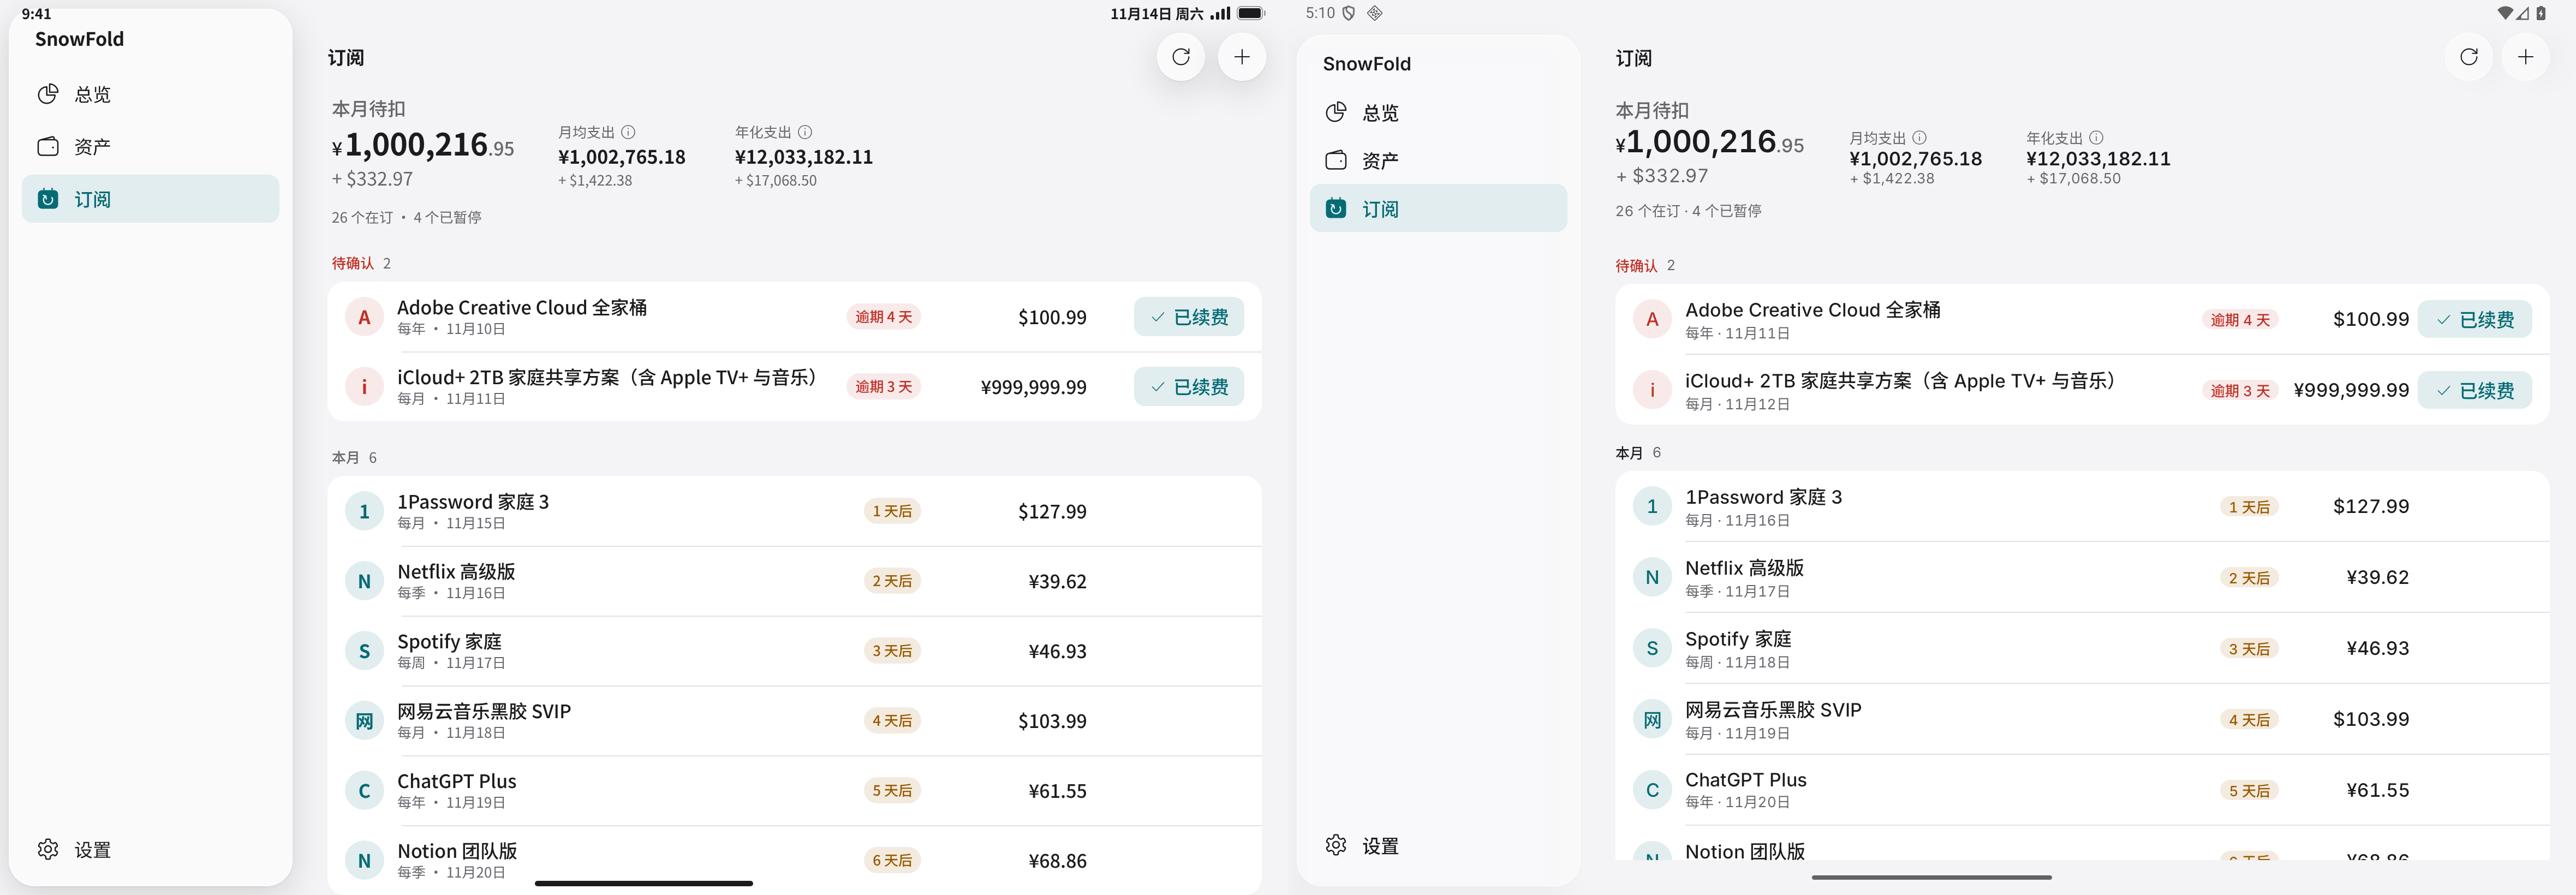 9:41
11月14日 周六
SnowFold
总览
资产
订阅
设置
订阅
本月待扣
¥1,000,216.95
+ $332.97
月均支出
¥1,002,765.18
+ $1,422.38
年化支出
¥12,033,182.11
+ $17,068.50
26 个在订 · 4 个已暂停
待确认 2
A Adobe Creative Cloud 全家桶 逾期 4 天 $100.99 已续费
每年 · 11月10日
i iCloud+ 2TB 家庭共享方案（含 Apple TV+ 与音乐） 逾期 3 天 ¥999,999.99 已续费
每月 · 11月11日
本月 6
1 1Password 家庭 3 1 天后 $127.99
每月 · 11月15日
N Netflix 高级版 2 天后 ¥39.62
每季 · 11月16日
S Spotify 家庭 3 天后 ¥46.93
每周 · 11月17日
网 网易云音乐黑胶 SVIP 4 天后 $103.99
每月 · 11月18日
C ChatGPT Plus 5 天后 ¥61.55
每年 · 11月19日
N Notion 团队版 6 天后 ¥68.86
每季 · 11月20日
5:10
SnowFold
总览
资产
订阅
设置
订阅
本月待扣
¥1,000,216.95
+ $332.97
月均支出
¥1,002,765.18
+ $1,422.38
年化支出
¥12,033,182.11
+ $17,068.50
26 个在订 · 4 个已暂停
待确认 2
A Adobe Creative Cloud 全家桶 逾期 4 天 $100.99 已续费
每年 · 11月11日
i iCloud+ 2TB 家庭共享方案（含 Apple TV+ 与音乐） 逾期 3 天 ¥999,999.99 已续费
每月 · 11月12日
本月 6
1 1Password 家庭 3 1 天后 $127.99
每月 · 11月16日
N Netflix 高级版 2 天后 ¥39.62
每季 · 11月17日
S Spotify 家庭 3 天后 ¥46.93
每周 · 11月18日
网 网易云音乐黑胶 SVIP 4 天后 $103.99
每月 · 11月19日
C ChatGPT Plus 5 天后 ¥61.55
每年 · 11月20日
N Notion 团队版 ¥68.86